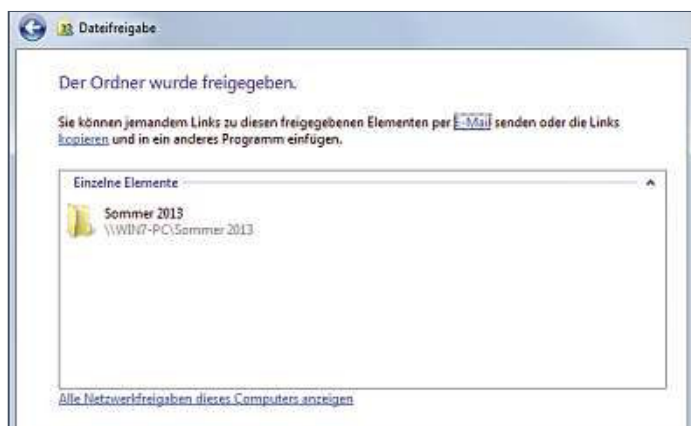 Dateifreigabe
Der Ordner wurde freigegeben.
Sie können jemandem Links zu diesen freigegebenen Elementen per E-Mail senden oder die Links
kopieren und in ein anderes Programm einfügen.
Einzelne Elemente
Sommer 2013
\\WIN7-PC\Sommer 2013
Alle Netzwerkfreigaben dieses Computers anzeigen